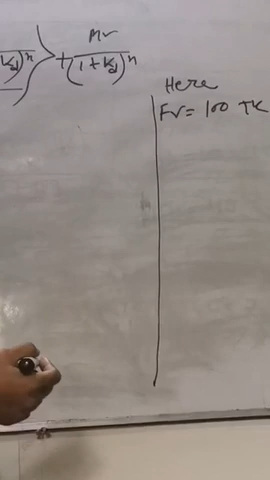 Kd)ⁿ) + Mv
(1 + Kd)ⁿ
Here
FV = 100 TK